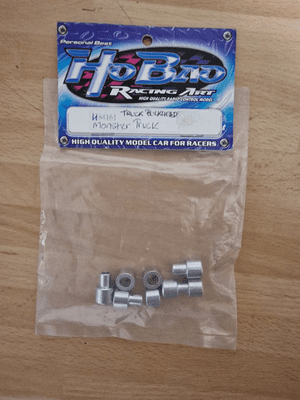 Personal Best
HoBao
Racing Art
HIGH QUALITY RADIO CONTROL MODEL
TRUCK
Monster Truck
HIGH QUALITY MODEL CAR FOR RACERS